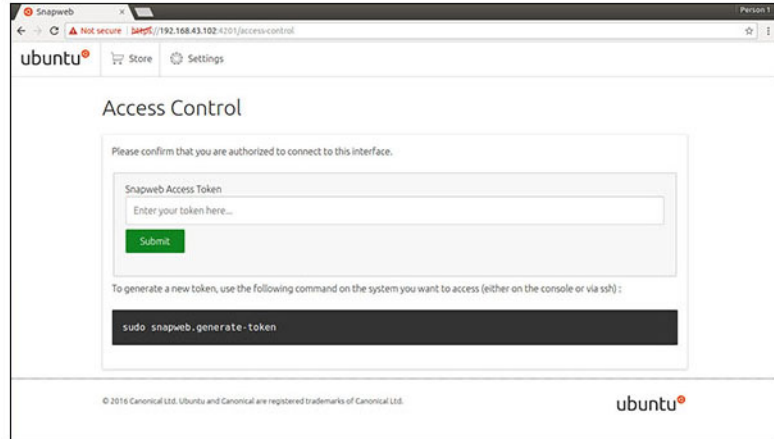 Snapweb
Person 1
Not secure | https://192.168.43.102:4201/access-control
ubuntu
Store
Settings
Access Control
Please confirm that you are authorized to connect to this interface.
Snapweb Access Token
Enter your token here...
Submit
To generate a new token, use the following command on the system you want to access (either on the console or via ssh) :
sudo snapweb.generate-token
© 2016 Canonical Ltd. Ubuntu and Canonical are registered trademarks of Canonical Ltd.
ubuntu